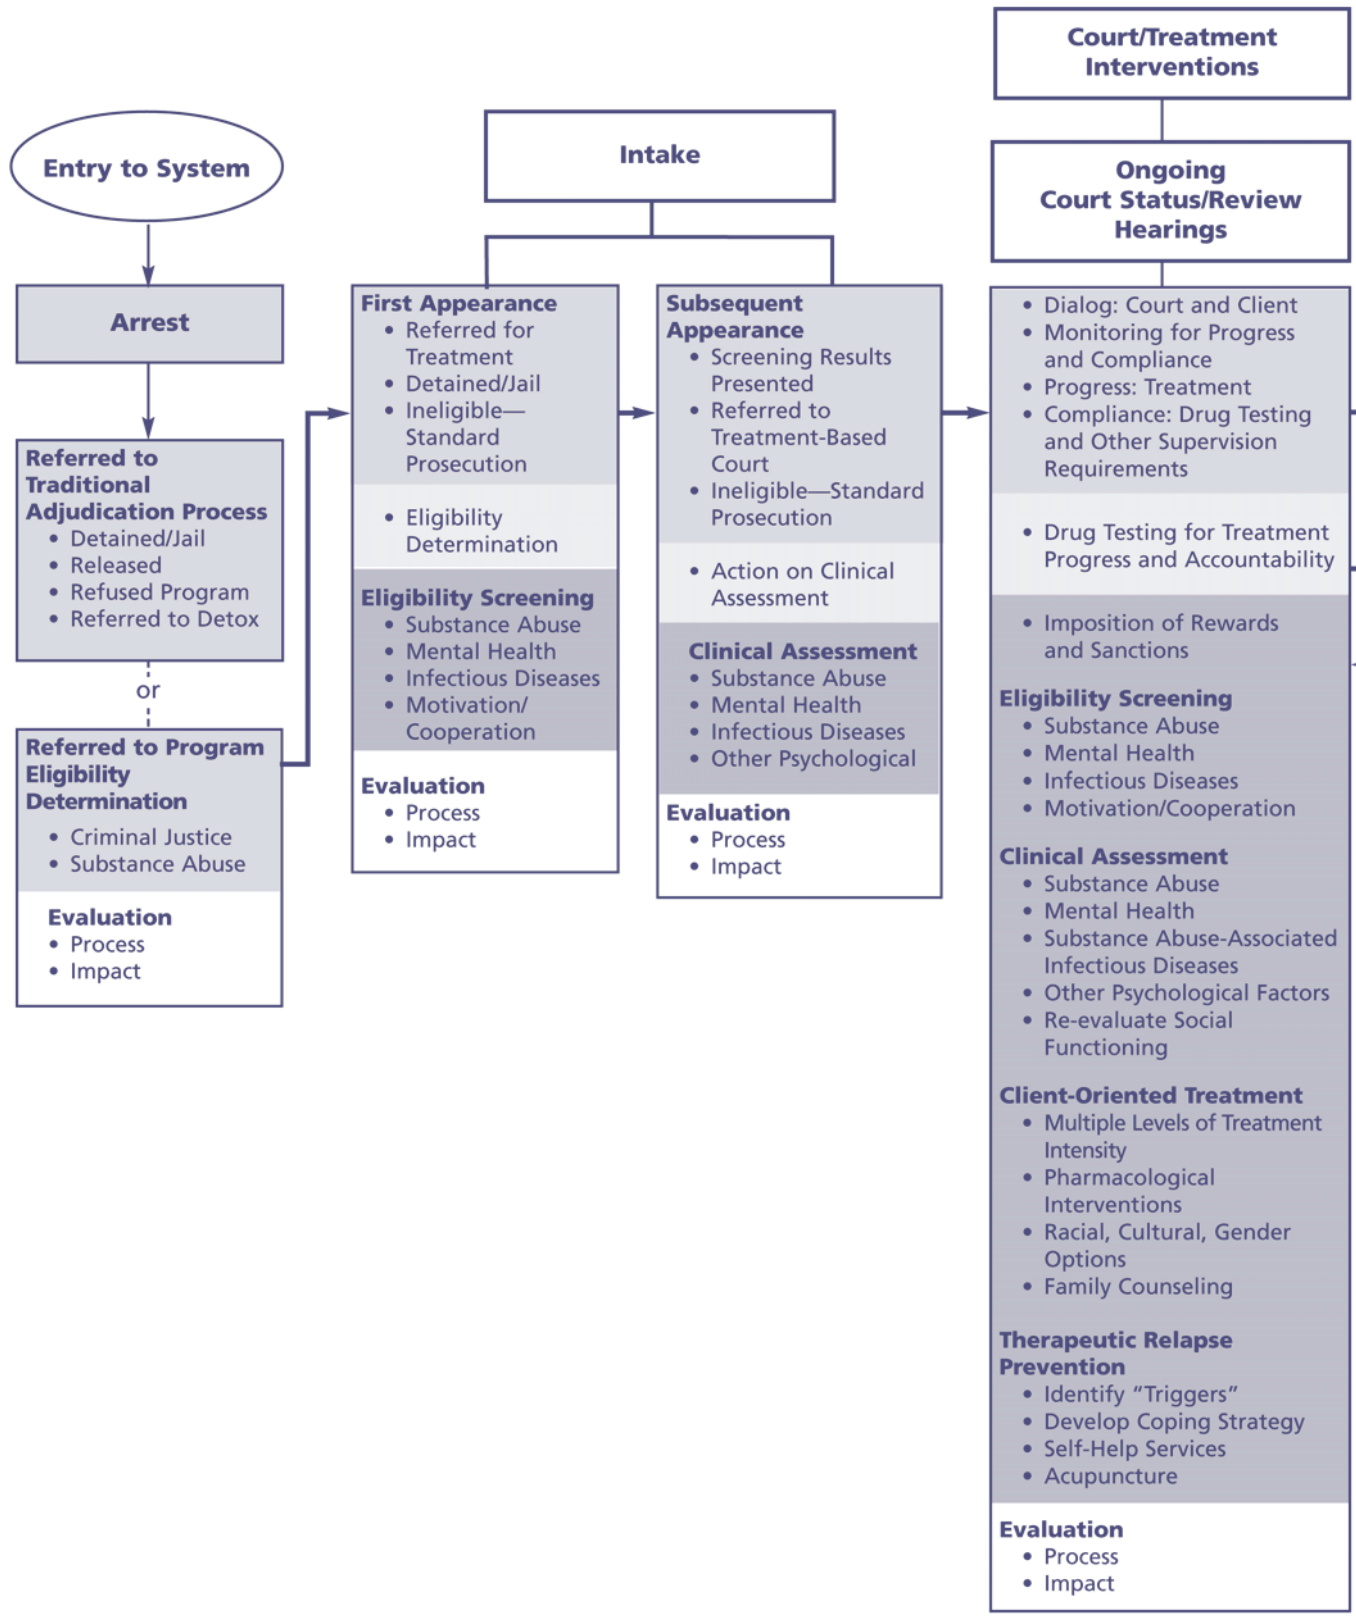 Entry to System
Arrest
Referred to
Traditional
Adjudication Process
• Detained/Jail
• Released
• Refused Program
• Referred to Detox
or
Referred to Program
Eligibility
Determination
• Criminal Justice
• Substance Abuse
Evaluation
• Process
• Impact
Intake
First Appearance
• Referred for
Treatment
• Detained/Jail
• Ineligible—
Standard
Prosecution
• Eligibility
Determination
Eligibility Screening
• Substance Abuse
• Mental Health
• Infectious Diseases
• Motivation/
Cooperation
Evaluation
• Process
• Impact
Subsequent
Appearance
• Screening Results
Presented
• Referred to
Treatment-Based
Court
• Ineligible—Standard
Prosecution
• Action on Clinical
Assessment
Clinical Assessment
• Substance Abuse
• Mental Health
• Infectious Diseases
• Other Psychological
Evaluation
• Process
• Impact
Court/Treatment
Interventions
Ongoing
Court Status/Review
Hearings
• Dialog: Court and Client
• Monitoring for Progress
and Compliance
• Progress: Treatment
• Compliance: Drug Testing
and Other Supervision
Requirements
• Drug Testing for Treatment
Progress and Accountability
• Imposition of Rewards
and Sanctions
Eligibility Screening
• Substance Abuse
• Mental Health
• Infectious Diseases
• Motivation/Cooperation
Clinical Assessment
• Substance Abuse
• Mental Health
• Substance Abuse-Associated
Infectious Diseases
• Other Psychological Factors
• Re-evaluate Social
Functioning
Client-Oriented Treatment
• Multiple Levels of Treatment
Intensity
• Pharmacological
Interventions
• Racial, Cultural, Gender
Options
• Family Counseling
Therapeutic Relapse
Prevention
• Identify “Triggers”
• Develop Coping Strategy
• Self-Help Services
• Acupuncture
Evaluation
• Process
• Impact